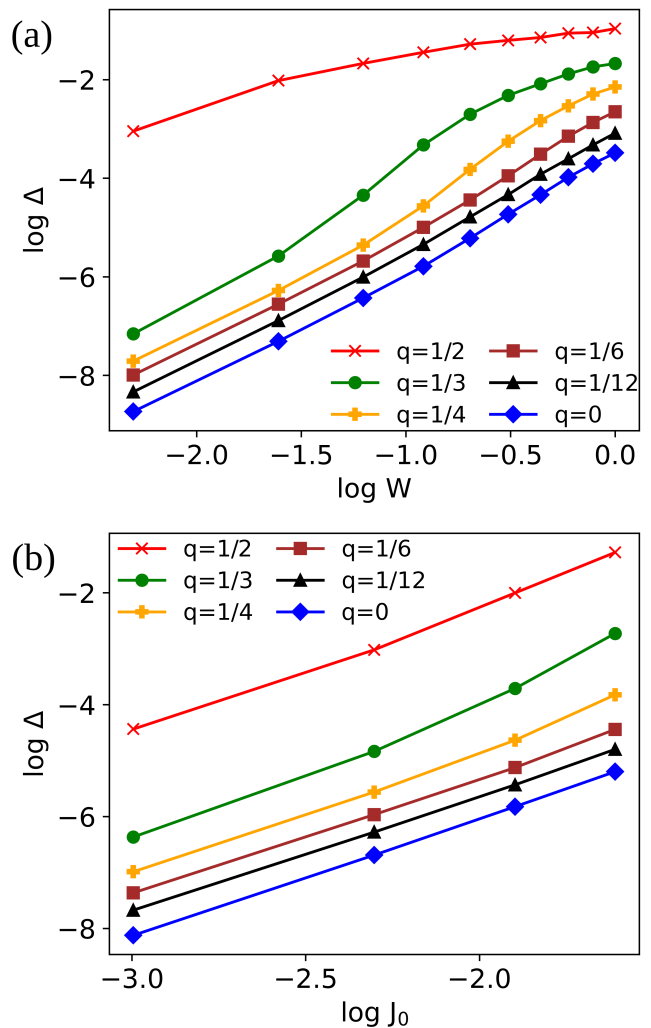 (a)
log Δ
−2
−4
−6
−8
q=1/2 q=1/6
q=1/3 q=1/12
q=1/4 q=0
−2.0 −1.5 −1.0 −0.5 0.0
log W
(b)
q=1/2 q=1/6
q=1/3 q=1/12
q=1/4 q=0
log Δ
−2
−4
−6
−8
−3.0 −2.5 −2.0
log J₀